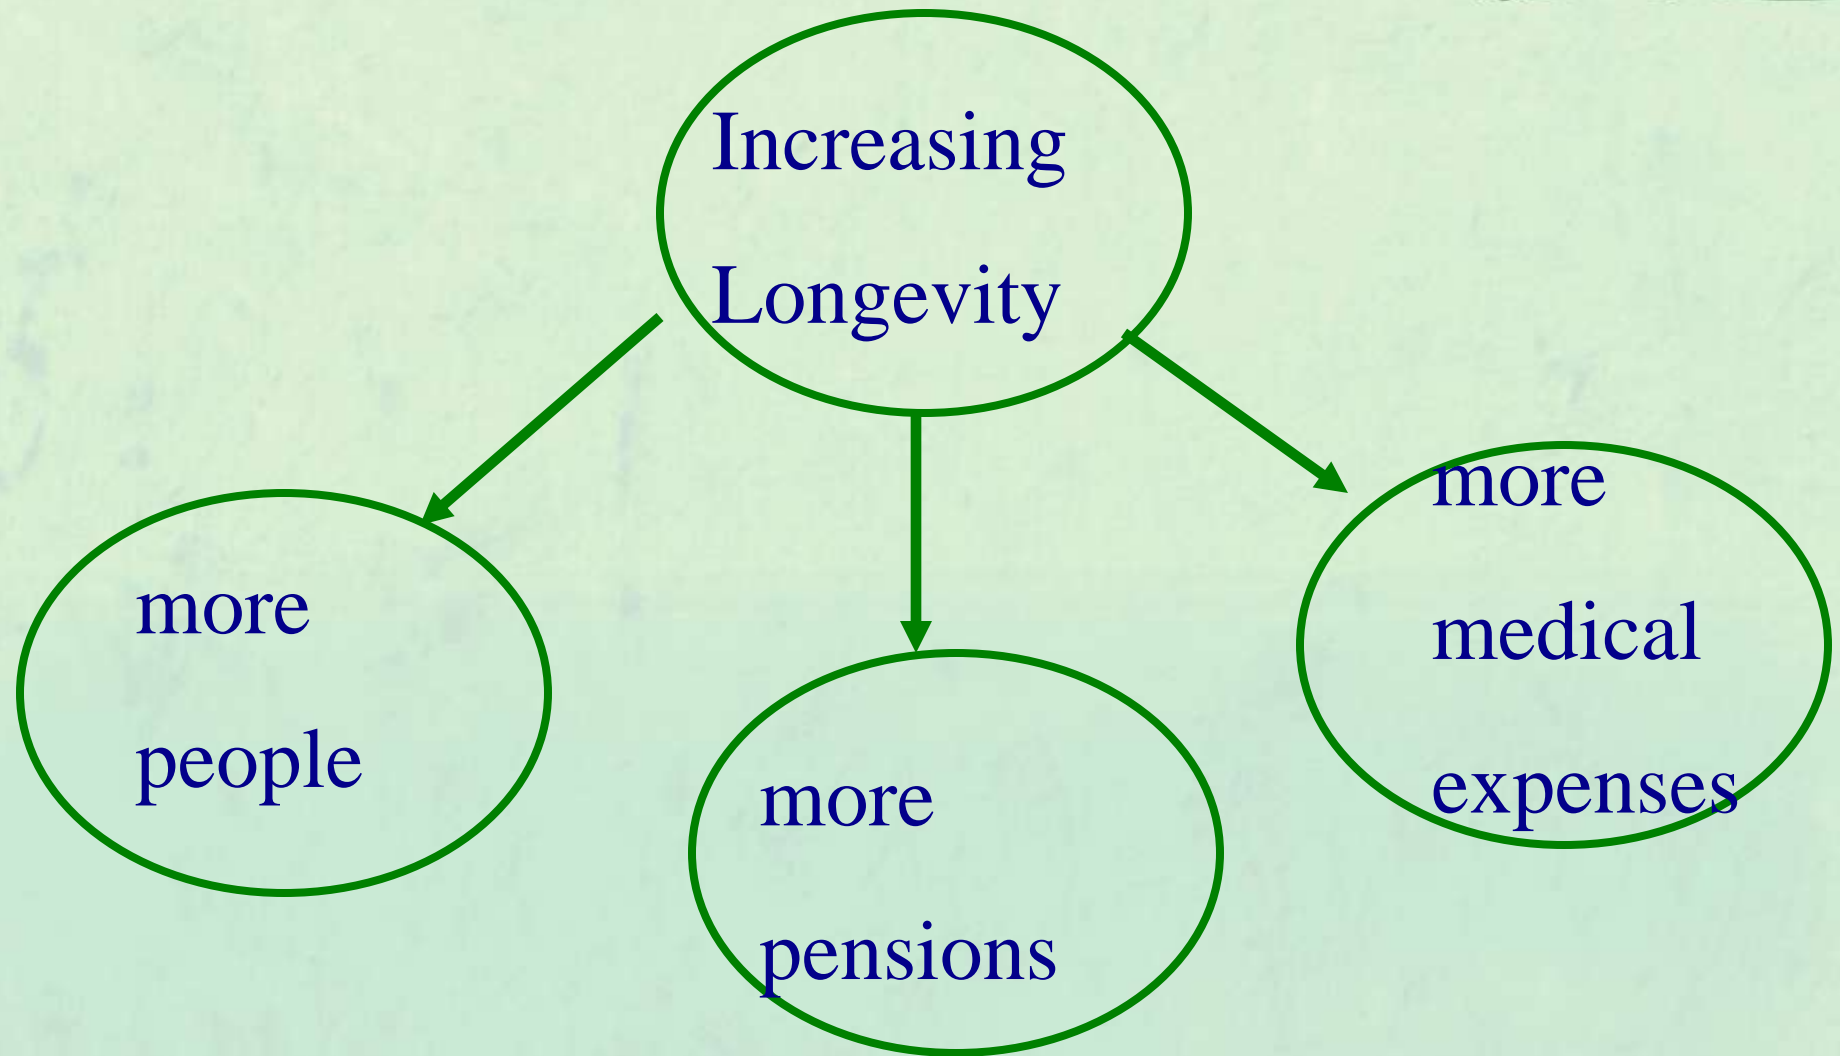 Increasing
Longevity
more
people
more
pensions
more
medical
expenses